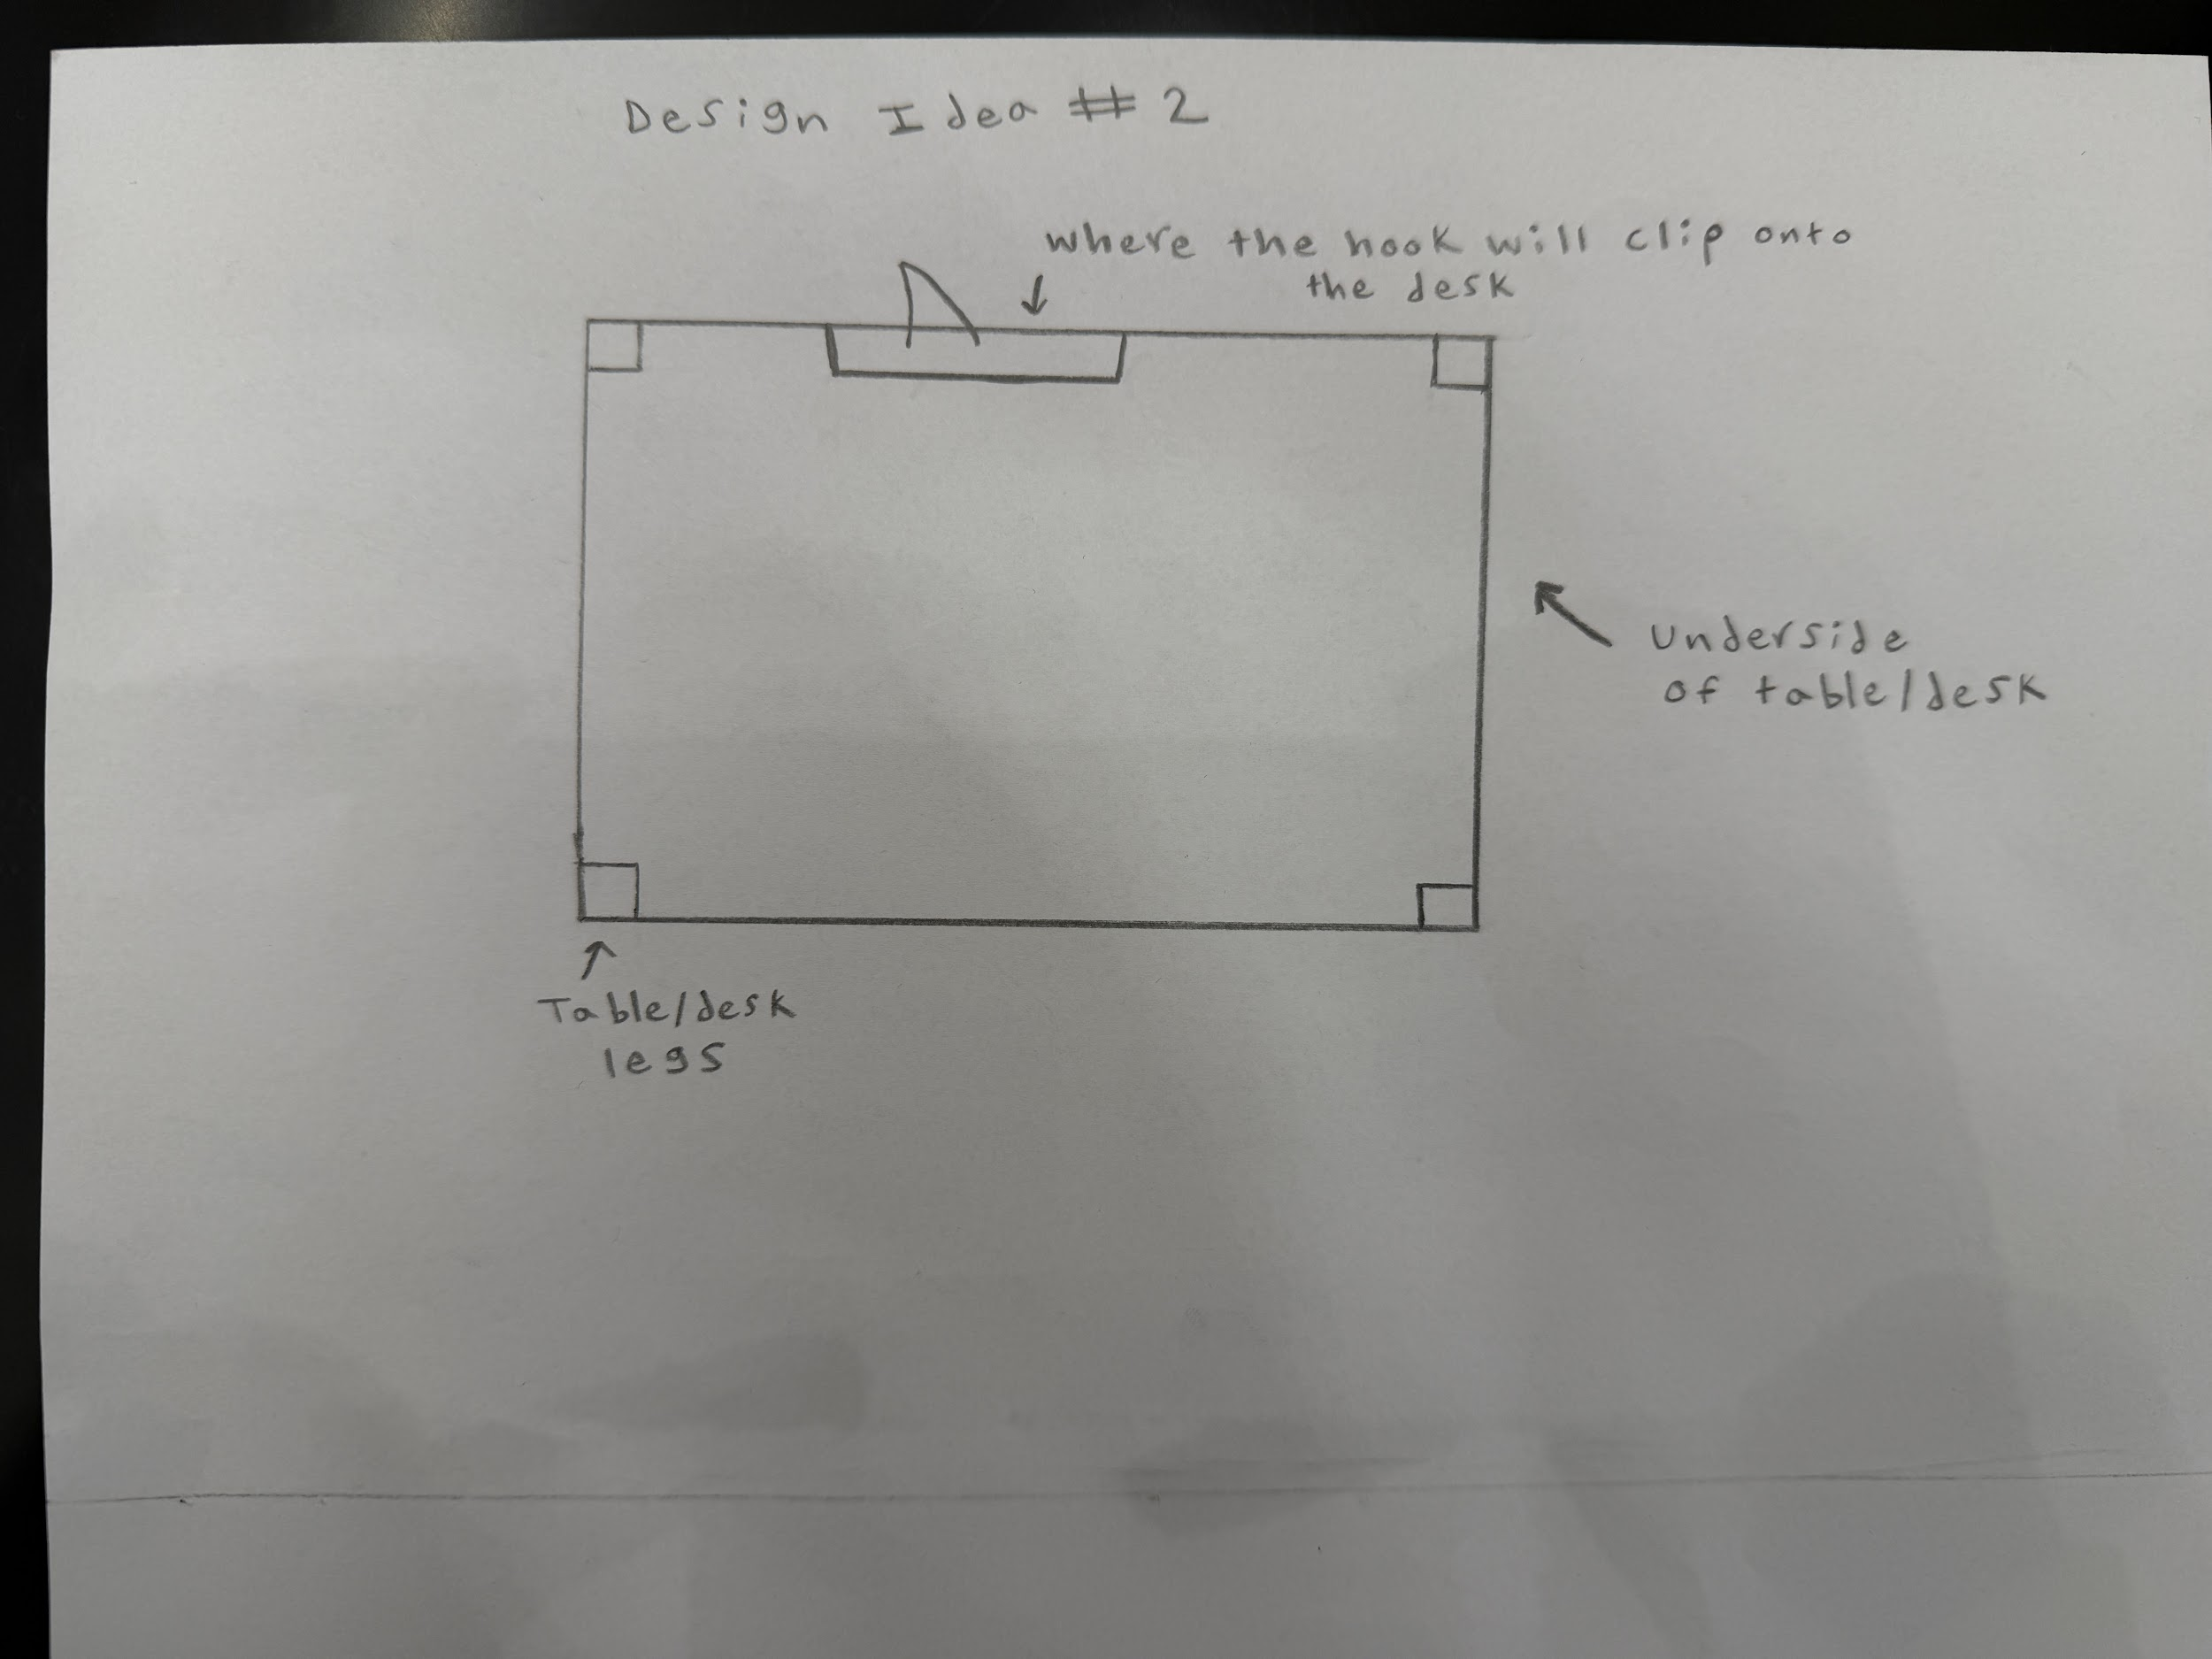 Design Idea # 2
where the hook will clip onto
the desk
Underside
of table/desk
Table/desk
legs